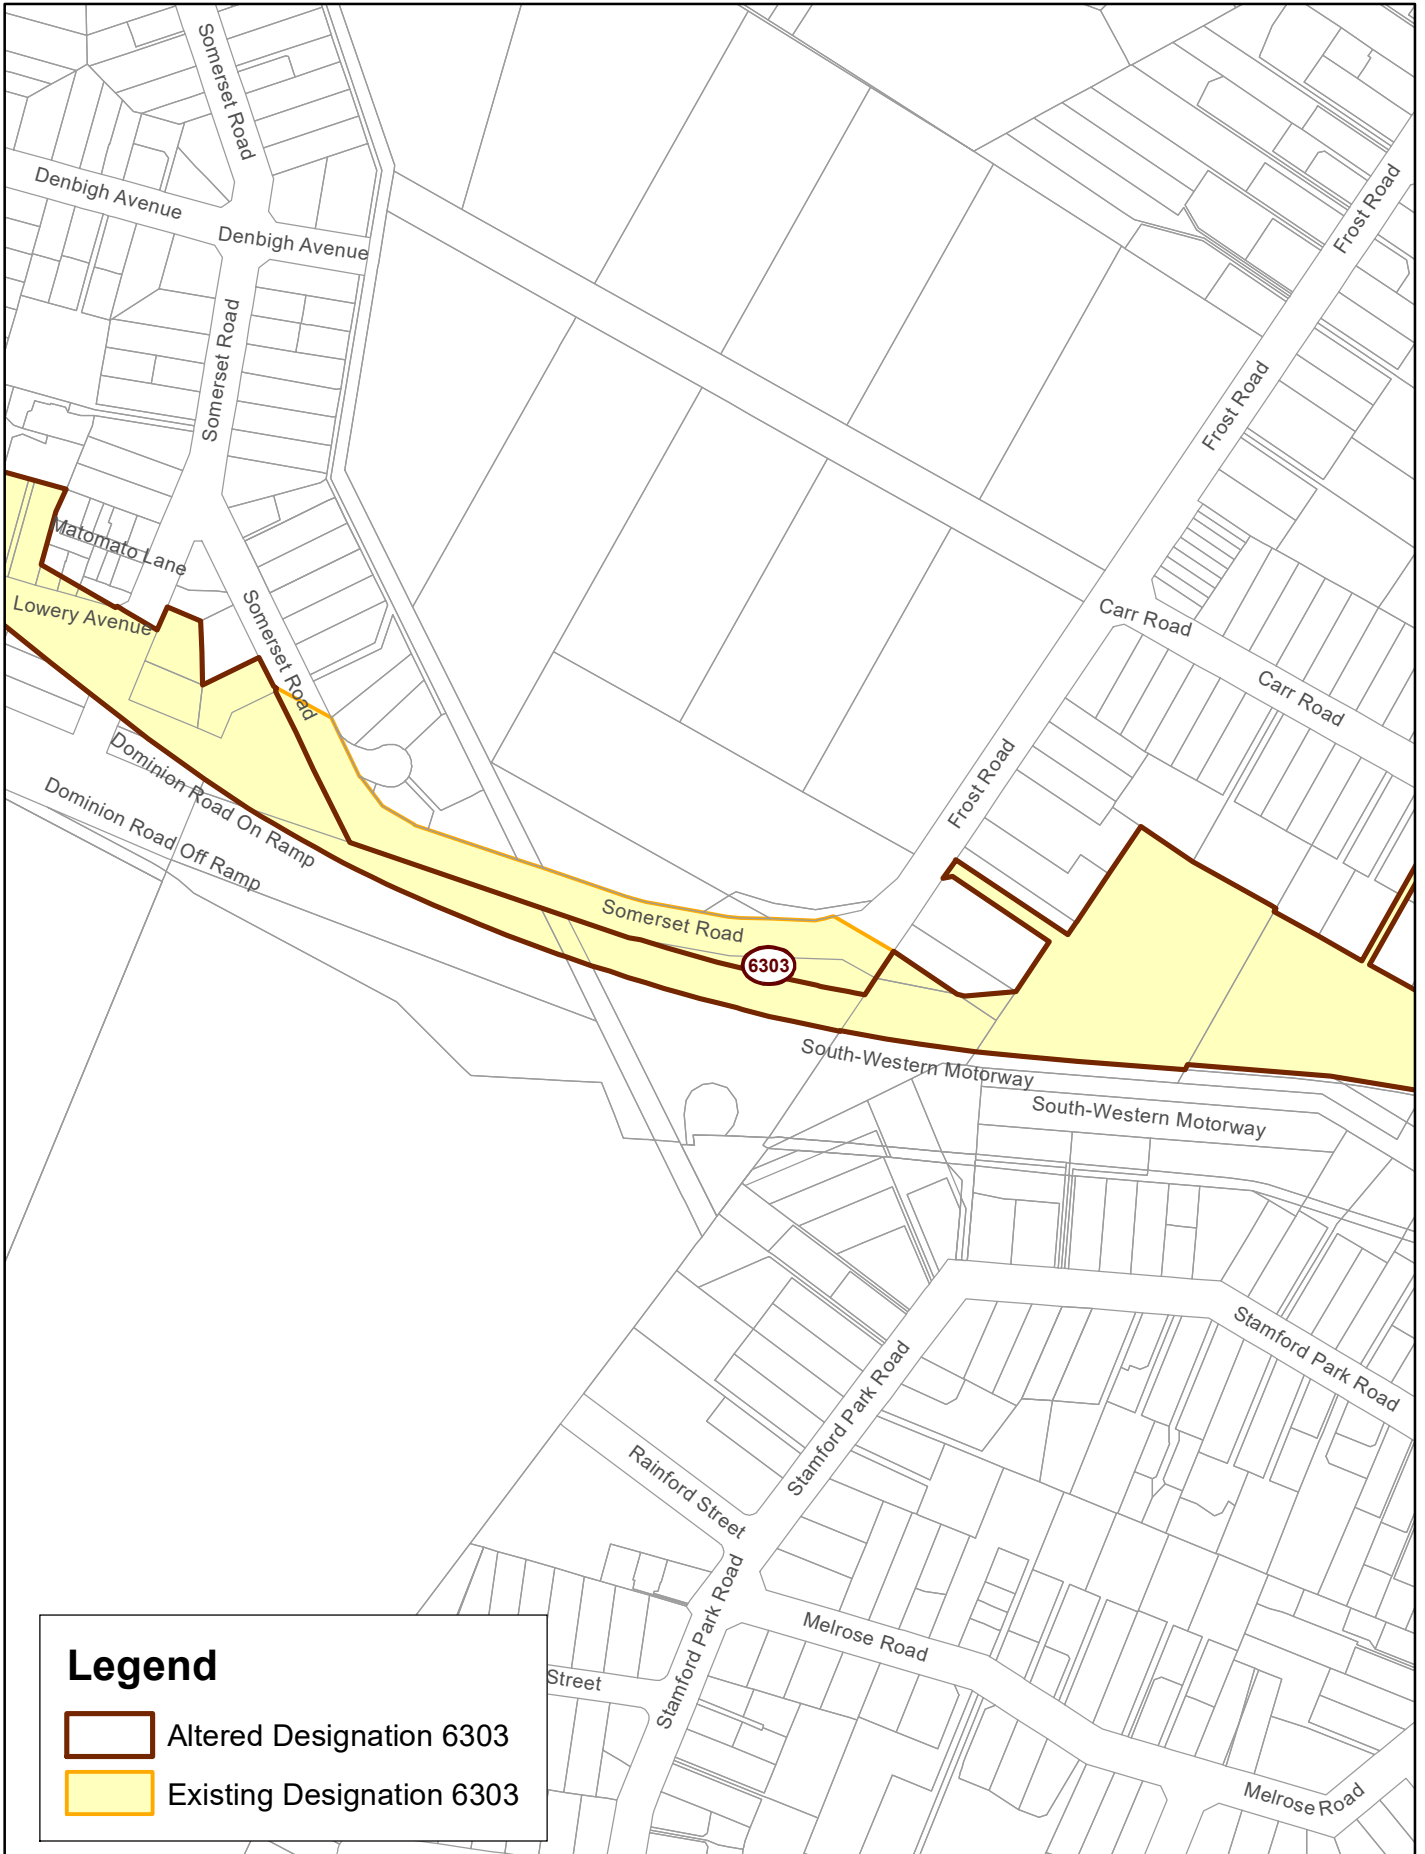 Somerset Road
Denbigh Avenue
Denbigh Avenue
Frost Road
Somerset Road
Frost Road
Matomato Lane
Lowery Avenue
Somerset Road
Carr Road
Carr Road
Frost Road
Dominion Road On Ramp
Dominion Road Off Ramp
Somerset Road
6303
South-Western Motorway
South-Western Motorway
Stamford Park Road
Stamford Park Road
Rainford Street
Stamford Park Road
Melrose Road
Street
Melrose Road
Legend
Altered Designation 6303
Existing Designation 6303